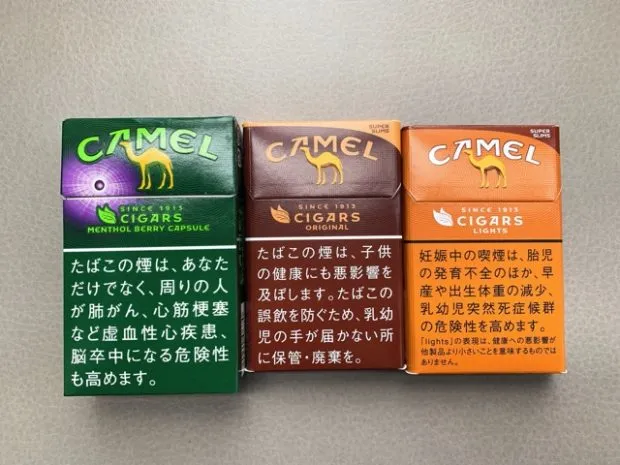 CAMEL
SINCE 1913
CIGARS
MENTHOL BERRY CAPSULE
たばこの煙は、あなた
だけでなく、周りの人
が肺がん、心筋梗塞
など虚血性心疾患、
脳卒中になる危険性
も高めます。
SUPER
SLIMS
CAMEL
SINCE 1913
CIGARS
ORIGINAL
たばこの煙は、子供
の健康にも悪影響を
及ぼします。たばこの
誤飲を防ぐため、乳幼
児の手が届かない所
に保管・廃棄を。
SUPER
SLIMS
CAMEL
SINCE 1913
CIGARS
LIGHTS
妊娠中の喫煙は、胎児
の発育不全のほか、早
産や出生体重の減少、
乳幼児突然死症候群
の危険性を高めます。
「lights」の表現は、健康への悪影響が
他製品より小さいことを意味するものでは
ありません。